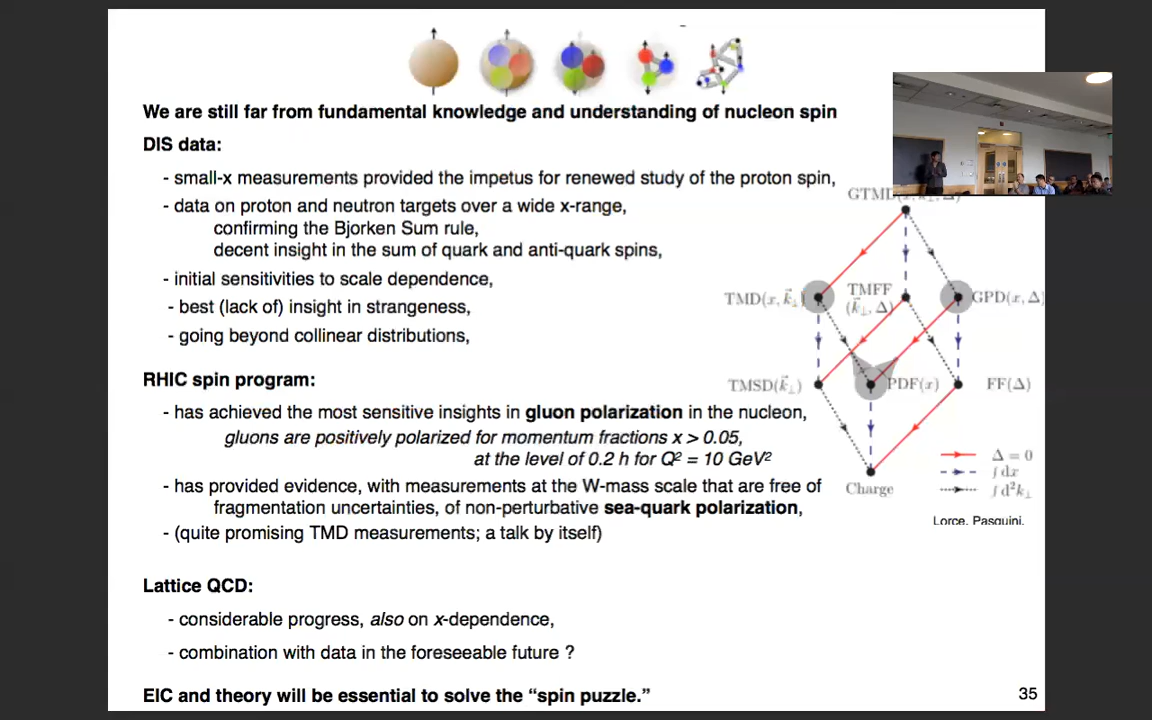 We are still far from fundamental knowledge and understanding of nucleon spin
DIS data:
- small-x measurements provided the impetus for renewed study of the proton spin,
- data on proton and neutron targets over a wide x-range,
confirming the Bjorken Sum rule,
decent insight in the sum of quark and anti-quark spins,
- initial sensitivities to scale dependence,
- best (lack of) insight in strangeness,
- going beyond collinear distributions,
RHIC spin program:
- has achieved the most sensitive insights in gluon polarization in the nucleon,
gluons are positively polarized for momentum fractions x > 0.05,
at the level of 0.2 h for Q² = 10 GeV²
- has provided evidence, with measurements at the W-mass scale that are free of
fragmentation uncertainties, of non-perturbative sea-quark polarization,
- (quite promising TMD measurements; a talk by itself)
Lattice QCD:
- considerable progress, also on x-dependence,
- combination with data in the foreseeable future ?
EIC and theory will be essential to solve the “spin puzzle.”
35
TMD(x, k⃗⊥)
TMFF
(k⃗⊥, Δ)
GPD(x, Δ)
TMSD(k⃗⊥)
PDF(x)
FF(Δ)
Charge
Δ = 0
∫dx
∫d²k⊥
Lorce, Pasquini,